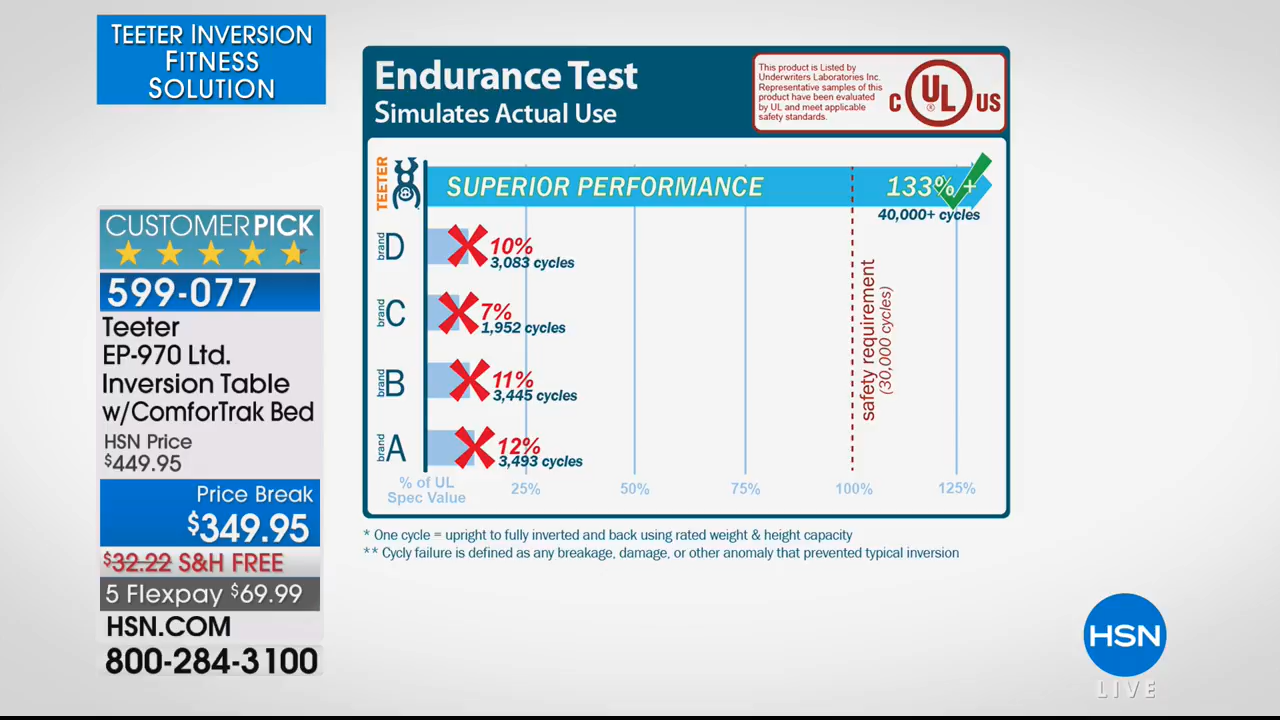 TEETER INVERSION
FITNESS
SOLUTION
CUSTOMER PICK
599-077
Teeter
EP-970 Ltd.
Inversion Table
w/ComforTrak Bed
HSN Price
$449.95
Price Break
$349.95
$32.22 S&H FREE
5 Flexpay $69.99
HSN.COM
800-284-3100
Endurance Test
Simulates Actual Use
This product is Listed by
Underwriters Laboratories Inc.
Representative samples of this
product have been evaluated
by UL and meet applicable
safety standards.
C UL US
TEETER
SUPERIOR PERFORMANCE
133% +
40,000+ cycles
brand D
10%
3,083 cycles
brand C
7%
1,952 cycles
brand B
11%
3,445 cycles
brand A
12%
3,493 cycles
safety requirement
(30,000 cycles)
% of UL
Spec Value
25%
50%
75%
100%
125%
* One cycle = upright to fully inverted and back using rated weight & height capacity
** Cycly failure is defined as any breakage, damage, or other anomaly that prevented typical inversion
HSN
LIVE